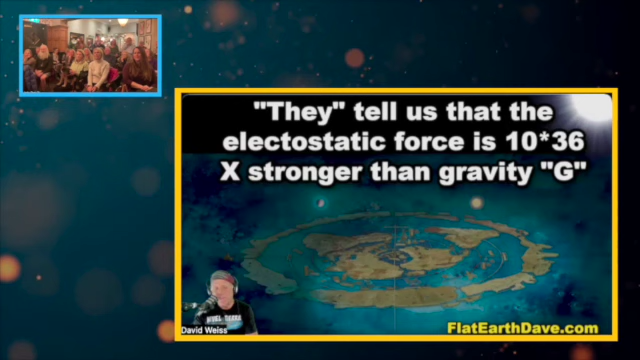 "They" tell us that the
electostatic force is 10*36
X stronger than gravity "G"
David Weiss
FlatEarthDave.com